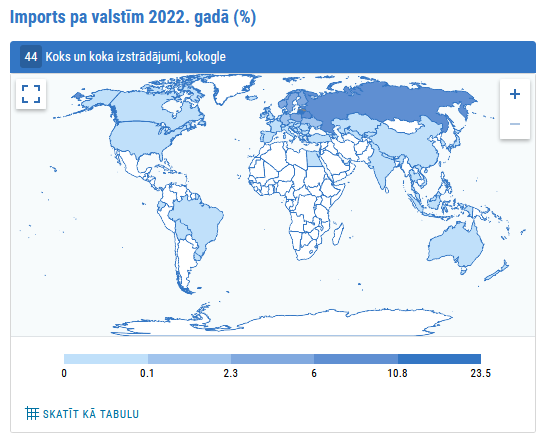 Imports pa valstīm 2022. gadā (%)
44 Koks un koka izstrādājumi, kokogle
+
−
0 0.1 2.3 6 10.8 23.5
SKATĪT KĀ TABULU